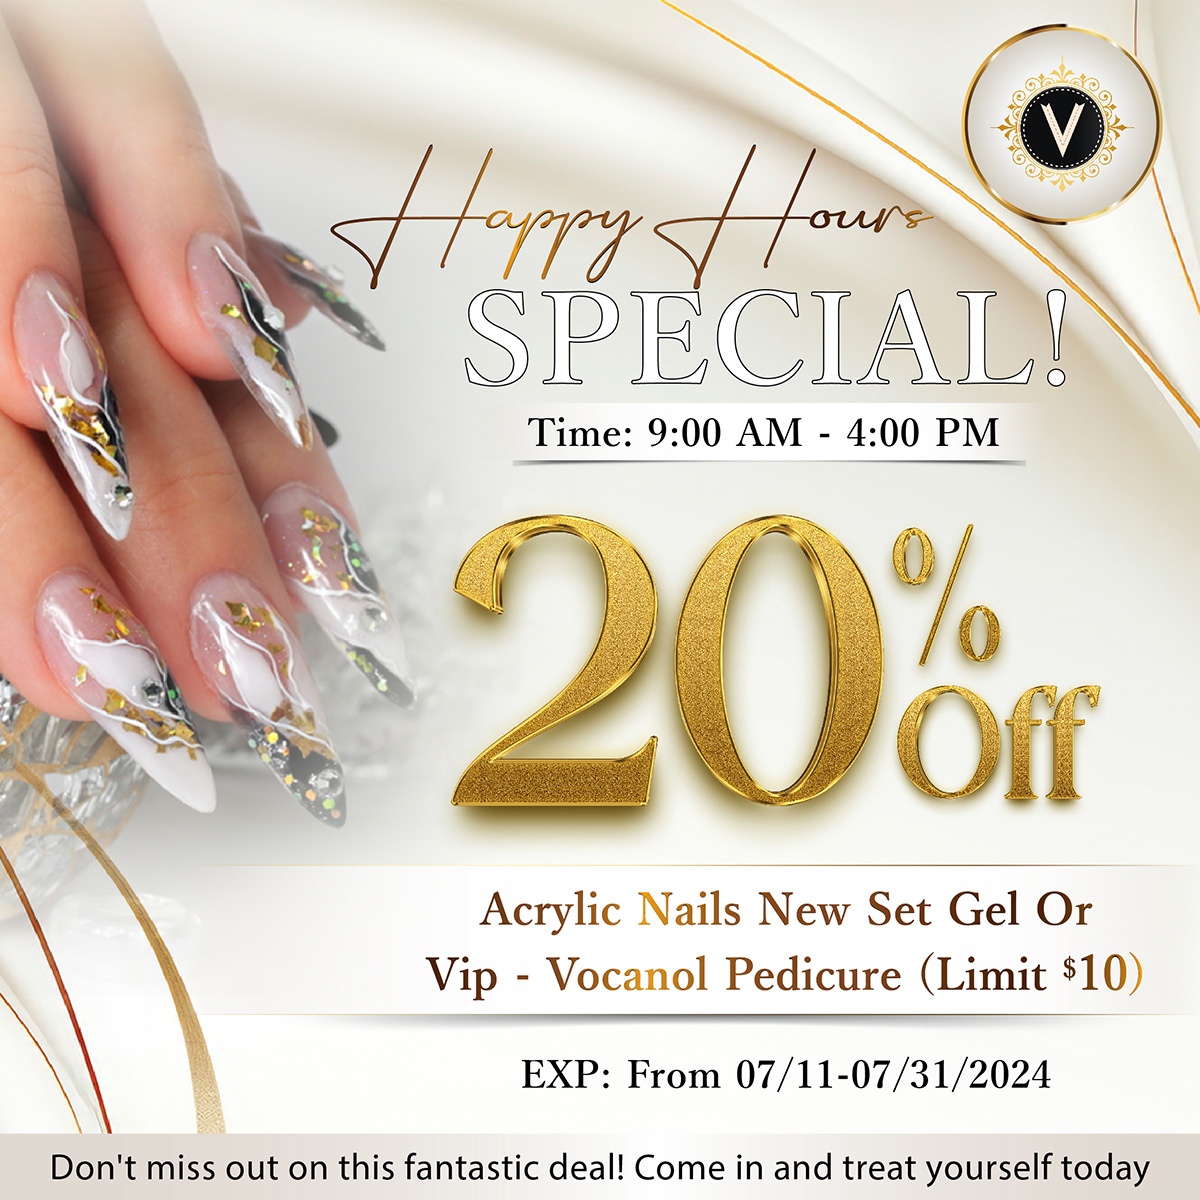 V
Happy Hours
SPECIAL!
Time: 9:00 AM - 4:00 PM
20%
Off
Acrylic Nails New Set Gel Or
Vip - Vocanol Pedicure (Limit $10)
EXP: From 07/11-07/31/2024
Don't miss out on this fantastic deal! Come in and treat yourself today